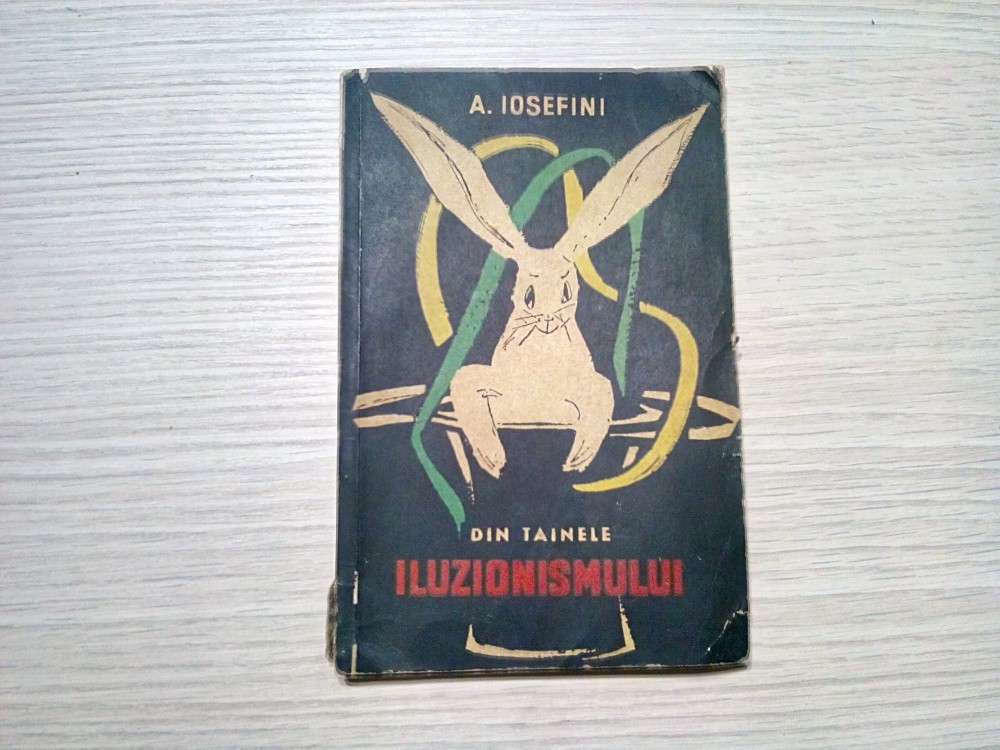 A. IOSEFINI
DIN TAINELE
ILUZIONISMULUI